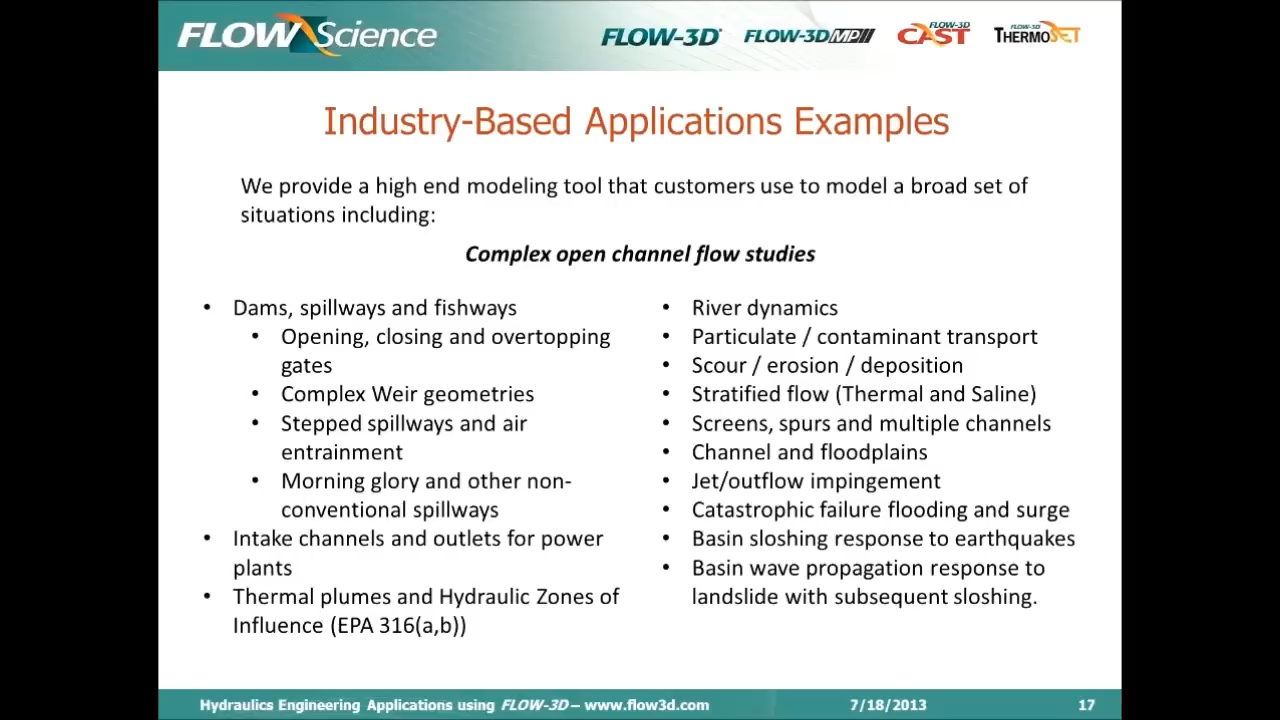 FLOW Science
FLOW-3D FLOW-3D MP FLOW-3D CAST FLOW-3D THERMOSET
Industry-Based Applications Examples
We provide a high end modeling tool that customers use to model a broad set of
situations including:
Complex open channel flow studies
• Dams, spillways and fishways
• Opening, closing and overtopping
gates
• Complex Weir geometries
• Stepped spillways and air
entrainment
• Morning glory and other non-
conventional spillways
• Intake channels and outlets for power
plants
• Thermal plumes and Hydraulic Zones of
Influence (EPA 316(a,b))
• River dynamics
• Particulate / contaminant transport
• Scour / erosion / deposition
• Stratified flow (Thermal and Saline)
• Screens, spurs and multiple channels
• Channel and floodplains
• Jet/outflow impingement
• Catastrophic failure flooding and surge
• Basin sloshing response to earthquakes
• Basin wave propagation response to
landslide with subsequent sloshing.
Hydraulics Engineering Applications using FLOW-3D – www.flow3d.com 7/18/2013 17